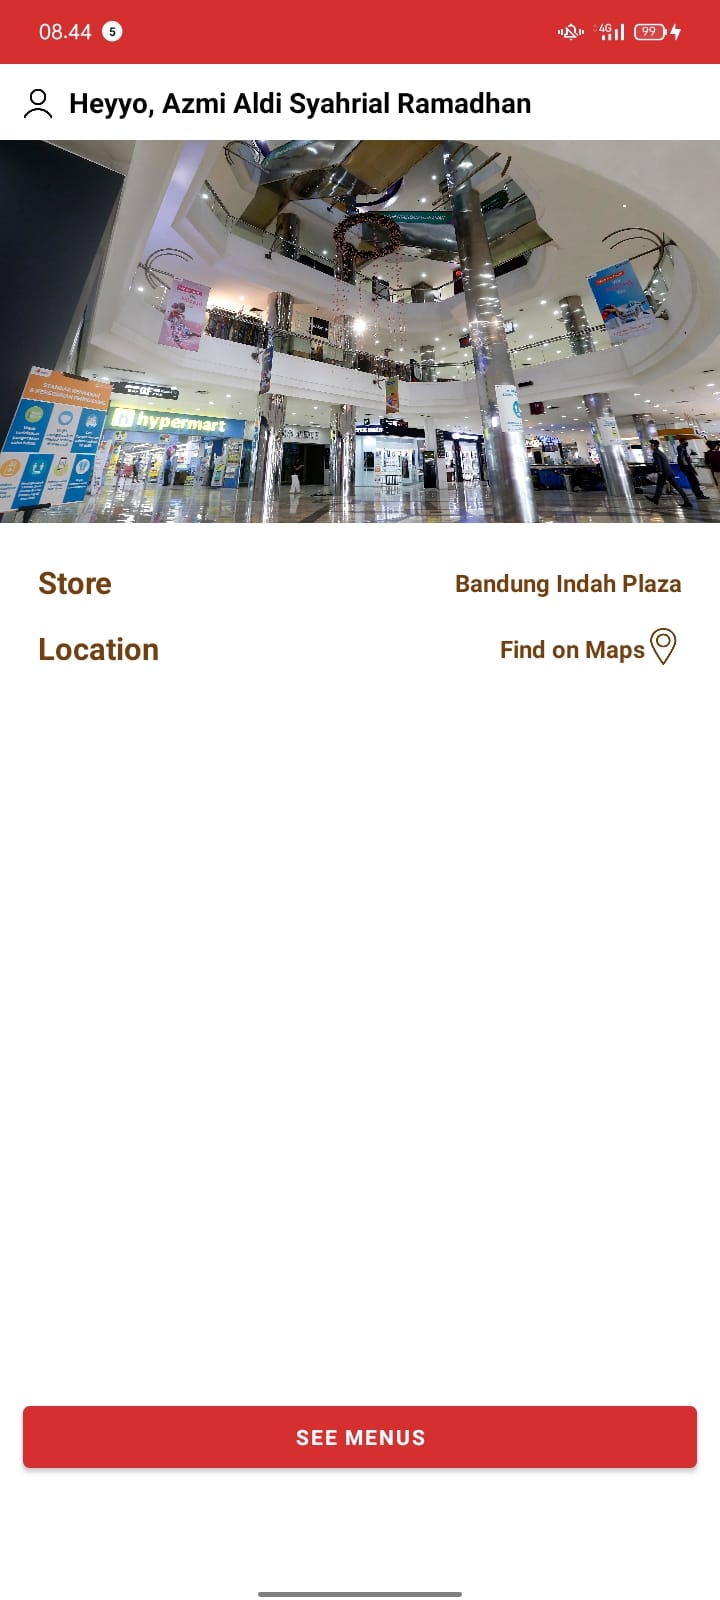 08.44 5
4G 99
Heyyo, Azmi Aldi Syahrial Ramadhan
hypermart
Store
Bandung Indah Plaza
Location
Find on Maps
SEE MENUS